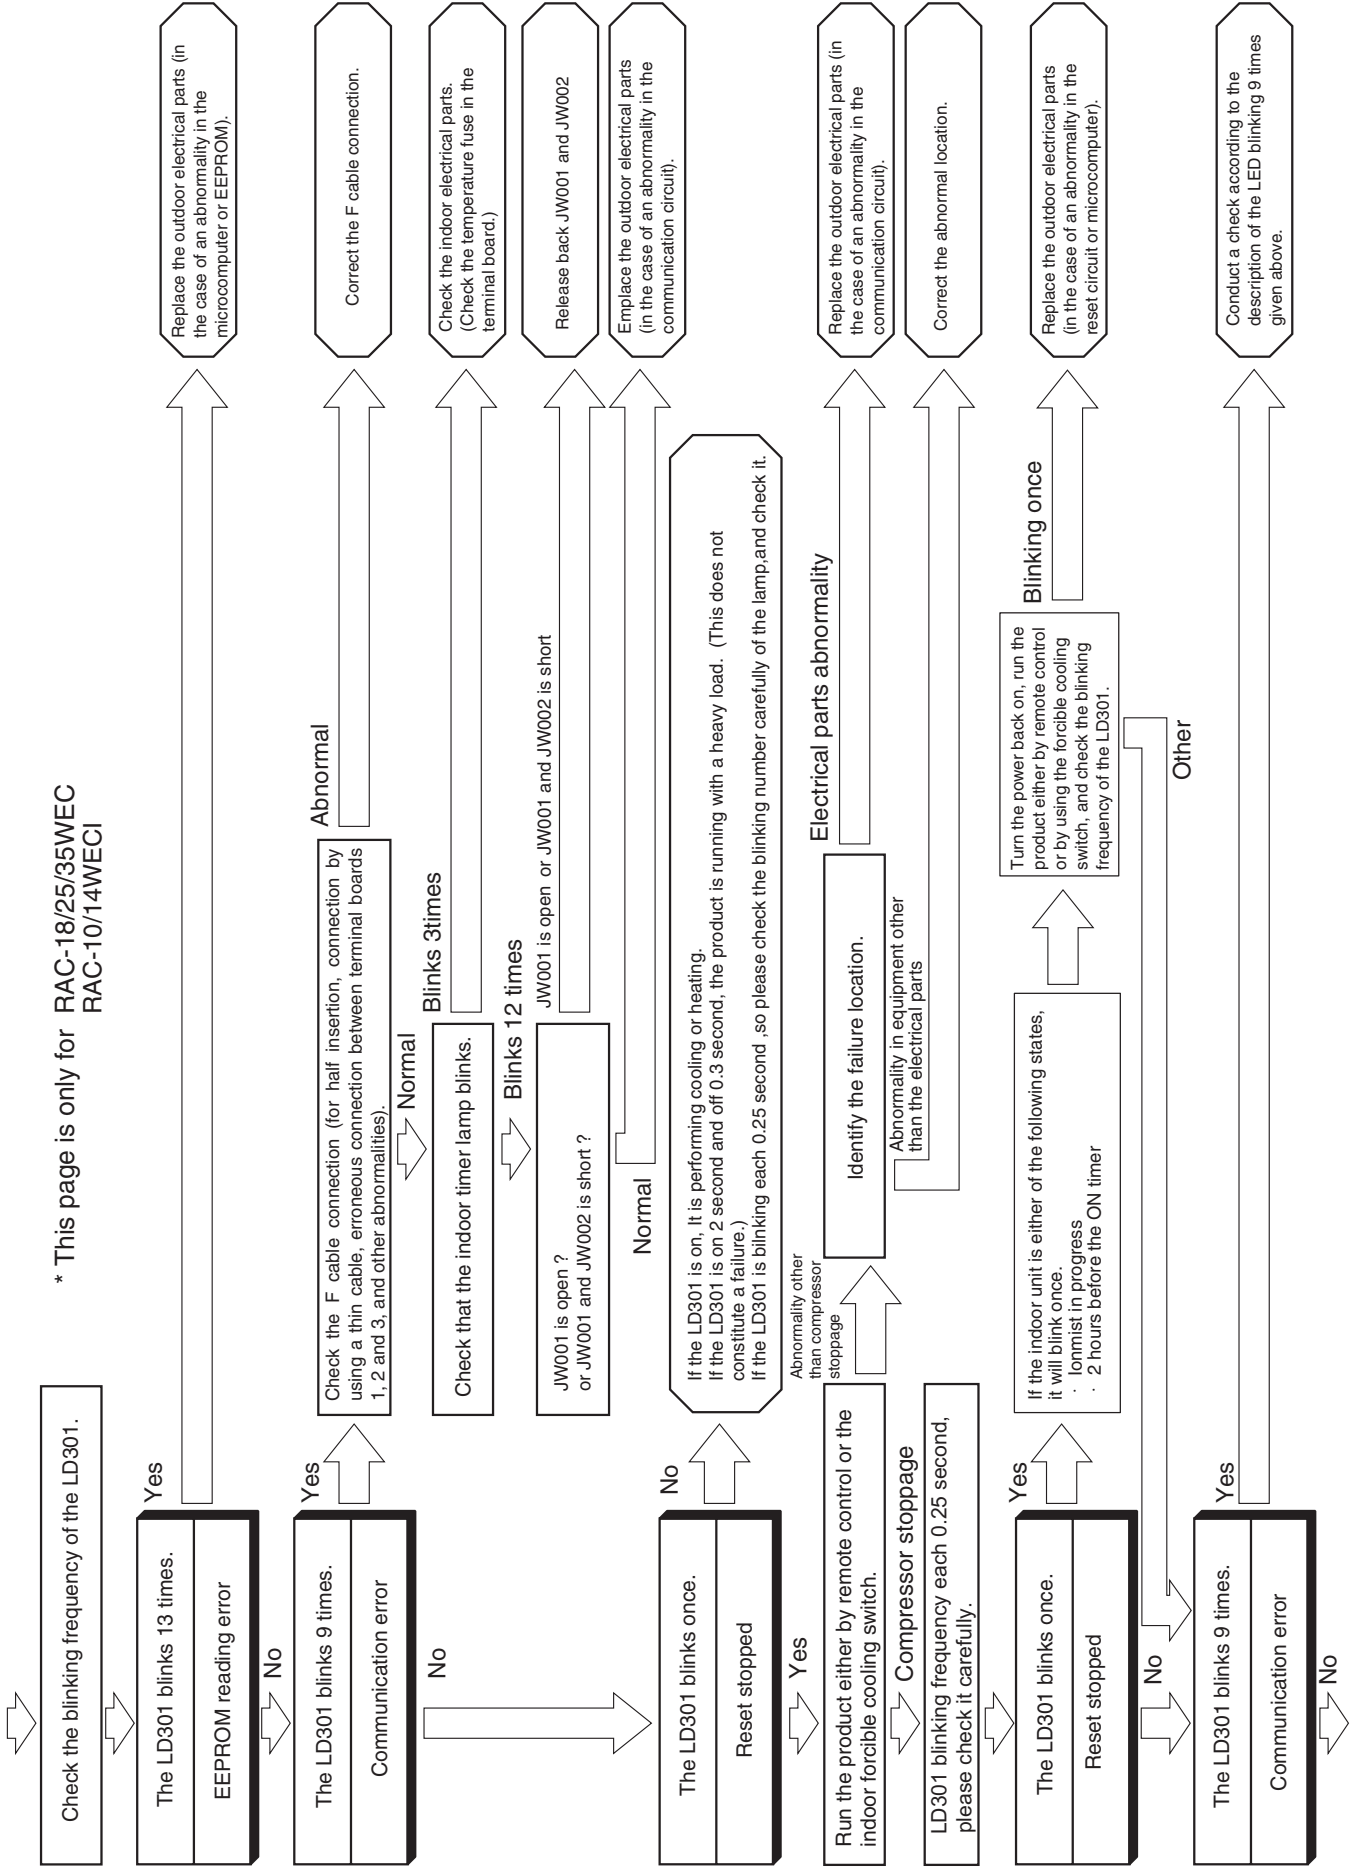 * This page is only for RAC-18/25/35WEC
RAC-10/14WECI
Check the blinking frequency of the LD301.
The LD301 blinks 13 times.
EEPROM reading error
Yes
Replace the outdoor electrical parts (in
the case of an abnormality in the
microcomputer or EEPROM).
No
The LD301 blinks 9 times.
Communication error
Yes
Check the F cable connection (for half insertion, connection by
using a thin cable, erroneous connection between terminal boards
1, 2 and 3, and other abnormalities).
Abnormal
Correct the F cable connection.
Normal
Check that the indoor timer lamp blinks.
Blinks 3times
Check the indoor electrical parts.
(Check the temperature fuse in the
terminal board.)
Blinks 12 times
JW001 is open ?
or JW001 and JW002 is short ?
JW001 is open or JW001 and JW002 is short
Release back JW001 and JW002
Normal
Emplace the outdoor electrical parts
(in the case of an abnormality in the
communication circuit).
No
The LD301 blinks once.
Reset stopped
No
If the LD301 is on, It is performing cooling or heating.
If the LD301 is on 2 second and off 0.3 second, the product is running with a heavy load. (This does not
constitute a failure.)
If the LD301 is blinking each 0.25 second ,so please check the blinking number carefully of the lamp,and check it.
Yes
Run the product either by remote control or the
indoor forcible cooling switch.
Abnormality other
than compressor
stoppage
Identify the failure location.
Electrical parts abnormality
Replace the outdoor electrical parts (in
the case of an abnormality in the
communication circuit).
Abnormality in equipment other
than the electrical parts
Correct the abnormal location.
Compressor stoppage
LD301 blinking frequency each 0.25 second,
please check it carefully.
The LD301 blinks once.
Reset stopped
Yes
If the indoor unit is either of the following states,
it will blink once.
· Ionmist in progress
· 2 hours before the ON timer
Turn the power back on, run the
product either by remote control
or by using the forcible cooling
switch, and check the blinking
frequency of the LD301.
Blinking once
Replace the outdoor electrical parts
(in the case of an abnormality in the
reset circuit or microcomputer).
Other
No
The LD301 blinks 9 times.
Communication error
Yes
Conduct a check according to the
description of the LED blinking 9 times
given above.
No